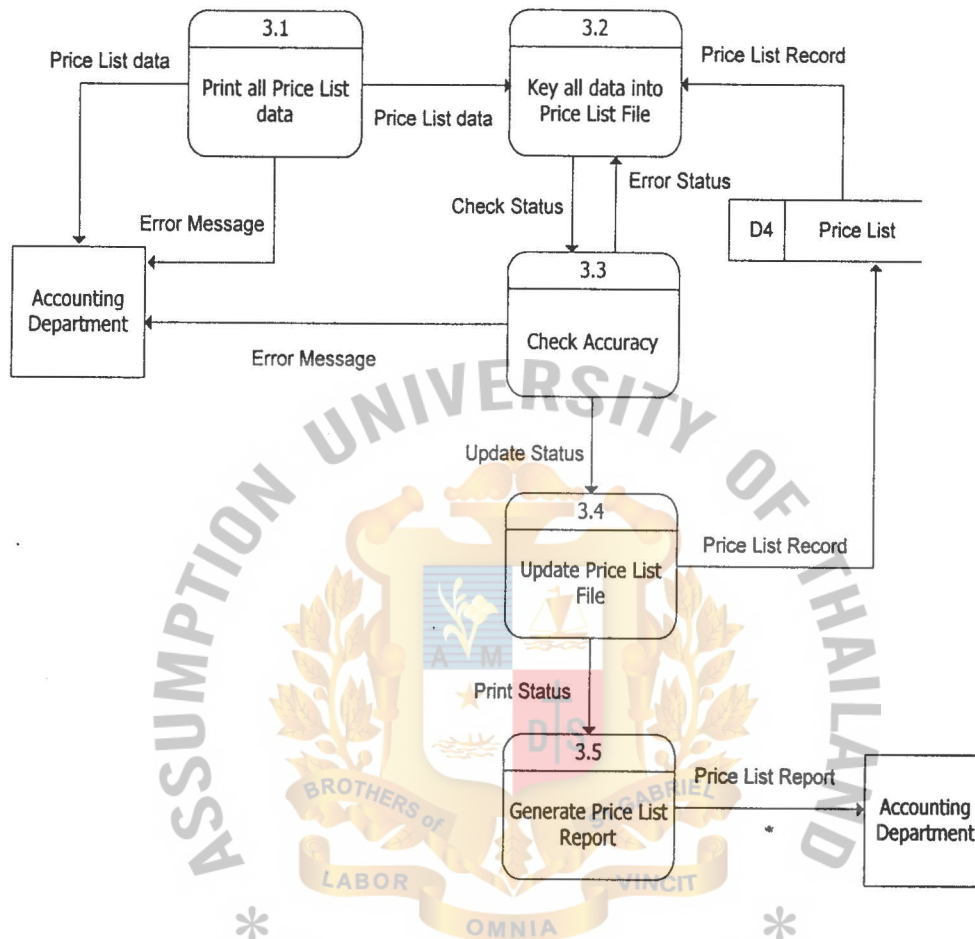 3.1
Print all Price List
data
3.2
Key all data into
Price List File
Price List data
Price List data
Price List Record
Error Message
Check Status
Error Status
D4
Price List
Accounting
Department
3.3
Check Accuracy
Error Message
Update Status
3.4
Update Price List
File
Price List Record
Print Status
3.5
Generate Price List
Report
Price List Report
Accounting
Department
ASSUMPTION UNIVERSITY OF THAILAND
A M
D S
BROTHERS of
GABRIEL
LABOR
OMNIA
VINCIT